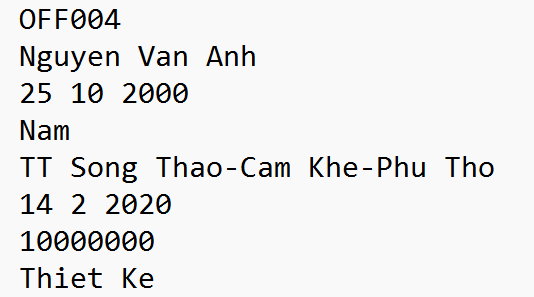 OFF004
Nguyen Van Anh
25 10 2000
Nam
TT Song Thao-Cam Khe-Phu Tho
14 2 2020
10000000
Thiet Ke